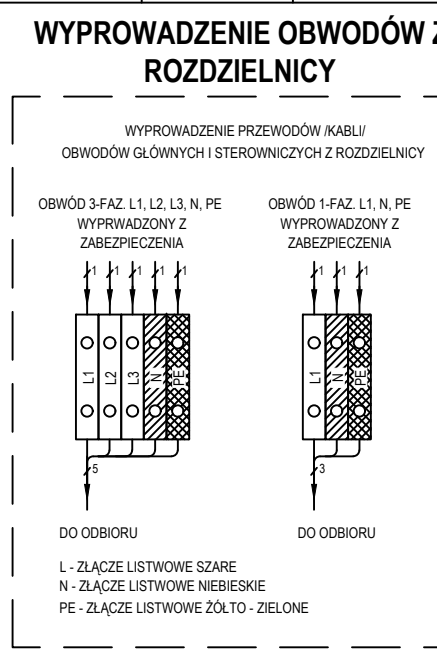 WYPROWADZENIE OBWODÓW Z
ROZDZIELNICY
WYPROWADZENIE PRZEWODÓW /KABLI/
OBWODÓW GŁÓWNYCH I STEROWNICZYCH Z ROZDZIELNICY
OBWÓD 3-FAZ. L1, L2, L3, N, PE
WYPRWADZONY Z
ZABEZPIECZENIA
1 1 1 1 1
L1 L2 L3 N PE
5
DO ODBIORU
OBWÓD 1-FAZ. L1, N, PE
WYPROWADZONY Z
ZABEZPIECZENIA
1 1 1
L1 N PE
3
DO ODBIORU
L - ZŁĄCZE LISTWOWE SZARE
N - ZŁĄCZE LISTWOWE NIEBIESKIE
PE - ZŁĄCZE LISTWOWE ŻÓŁTO - ZIELONE